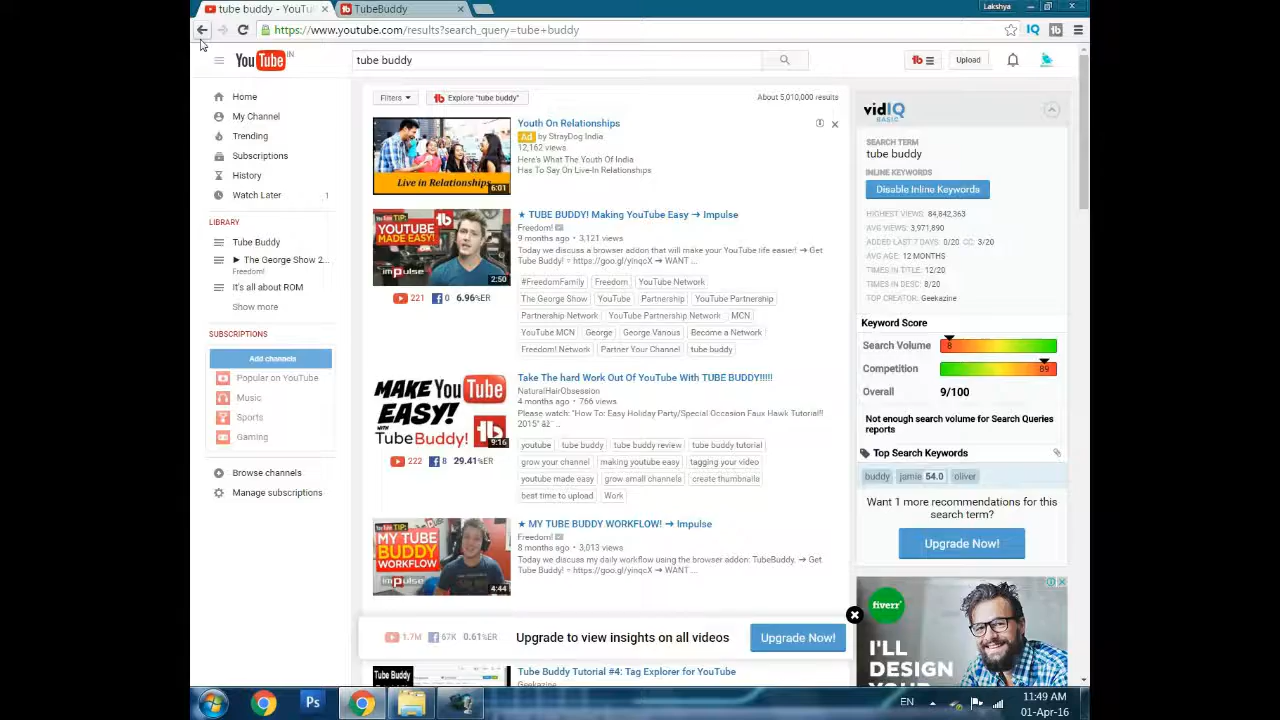 tube buddy - YouTu
TubeBuddy
Lakshya
https://www.youtube.com/results?search_query=tube+buddy
YouTube IN
tube buddy
Upload
Home
My Channel
Trending
Subscriptions
History
Watch Later 1
LIBRARY
Tube Buddy
► The George Show 2...
Freedom!
It's all about ROM
Show more
SUBSCRIPTIONS
Add channels
Popular on YouTube
Music
Sports
Gaming
Browse channels
Manage subscriptions
Filters
Explore "tube buddy"
About 5,010,000 results
Live in Relationships
6:01
Youth On Relationships
Ad by StrayDog India
12,162 views
Here's What The Youth Of India
Has To Say On Live-In Relationships
YouTube TIP:
YOUTUBE
MADE EASY!
impulse
2:50
221 0 6.96%ER
★ TUBE BUDDY! Making YouTube Easy → Impulse
Freedom!
9 months ago • 3,121 views
Today we discuss a browser addon that will make your YouTube life easier! → Get
Tube Buddy! ○ https://goo.gl/yinqcX → WANT ...
#FreedomFamily Freedom YouTube Network
The George Show YouTube Partnership YouTube Partnership
Partnership Network YouTube Partnership Network MCN
YouTube MCN George George Vanous Become a Network
Freedom! Network Partner Your Channel tube buddy
MAKE YouTube
EASY!
WITH
TubeBuddy!
9:16
222 8 29.41%ER
Take The hard Work Out Of YouTube With TUBE BUDDY!!!!!
NaturalHairObsession
4 months ago • 766 views
Please watch: "How To: Easy Holiday Party/Special Occasion Faux Hawk Tutorial!!
youtube tube buddy tube buddy review tube buddy tutorial
grow your channel making youtube easy tagging your video
youtube made easy grow small channels create thumbnails
best time to upload Work
YouTube TIP:
MY TUBE
BUDDY
WORKFLOW!
impulse
4:44
★ MY TUBE BUDDY WORKFLOW! → Impulse
Freedom!
8 months ago • 3,013 views
Today we discuss my daily workflow using the browser addon: TubeBuddy → Get
Tube Buddy! ○ https://goo.gl/yinqcX → WANT ...
1.7M 67K 0.61%ER
Upgrade to view insights on all videos
Upgrade Now!
Tube Buddy Tutorial #4: Tag Explorer for YouTube
Geekazine
vidIQ
BASIC
SEARCH TERM
tube buddy
INLINE KEYWORDS
Disable Inline Keywords
HIGHEST VIEWS: 84,842,363
AVG VIEWS: 3,971,890
ADDED LAST 7 DAYS: 0/20 CC: 3/20
AVG AGE: 12 MONTHS
TIMES IN TITLE: 12/20
TIMES IN DESC: 8/20
TOP CREATOR: Geekazine
Keyword Score
Search Volume 8
Competition 89
Overall 9/100
Not enough search volume for Search Queries
reports
Top Search Keywords
buddy jamie 54.0 oliver
Want 1 more recommendations for this
search term?
Upgrade Now!
fiverr
I'LL
DESIGN
YOUR
EN
11:49 AM
01-Apr-16